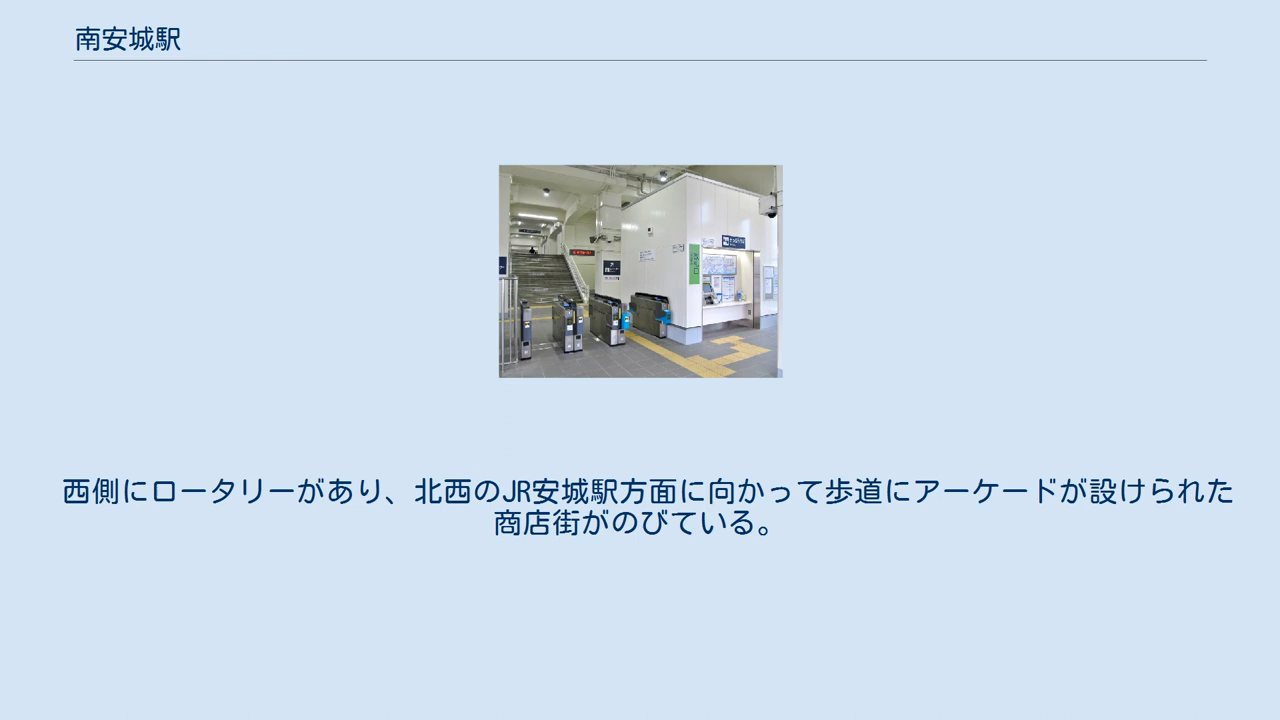 南安城駅
西側にロータリーがあり、北西のJR安城駅方面に向かって歩道にアーケードが設けられた
商店街がのびている。